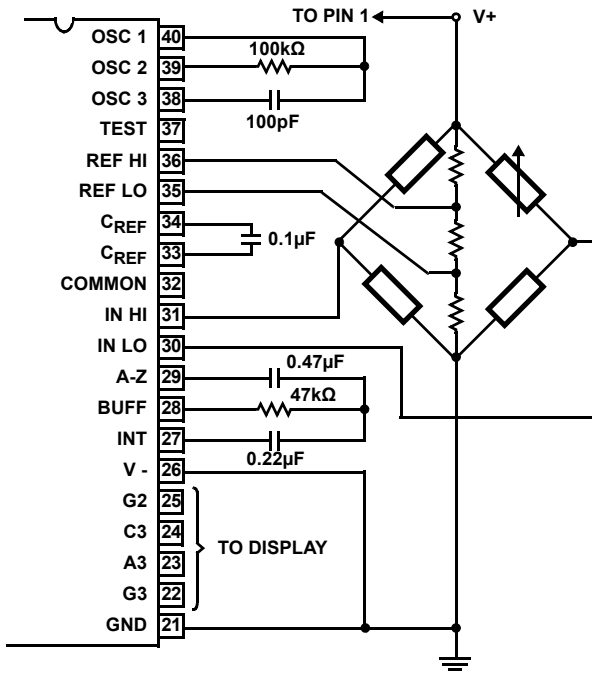 TO PIN 1
V+
OSC 1 40
100kΩ
OSC 2 39
OSC 3 38
100pF
TEST 37
REF HI 36
REF LO 35
CREF 34
0.1µF
CREF 33
COMMON 32
IN HI 31
IN LO 30
0.47µF
A-Z 29
47kΩ
BUFF 28
INT 27
0.22µF
V - 26
G2 25
C3 24
TO DISPLAY
A3 23
G3 22
GND 21